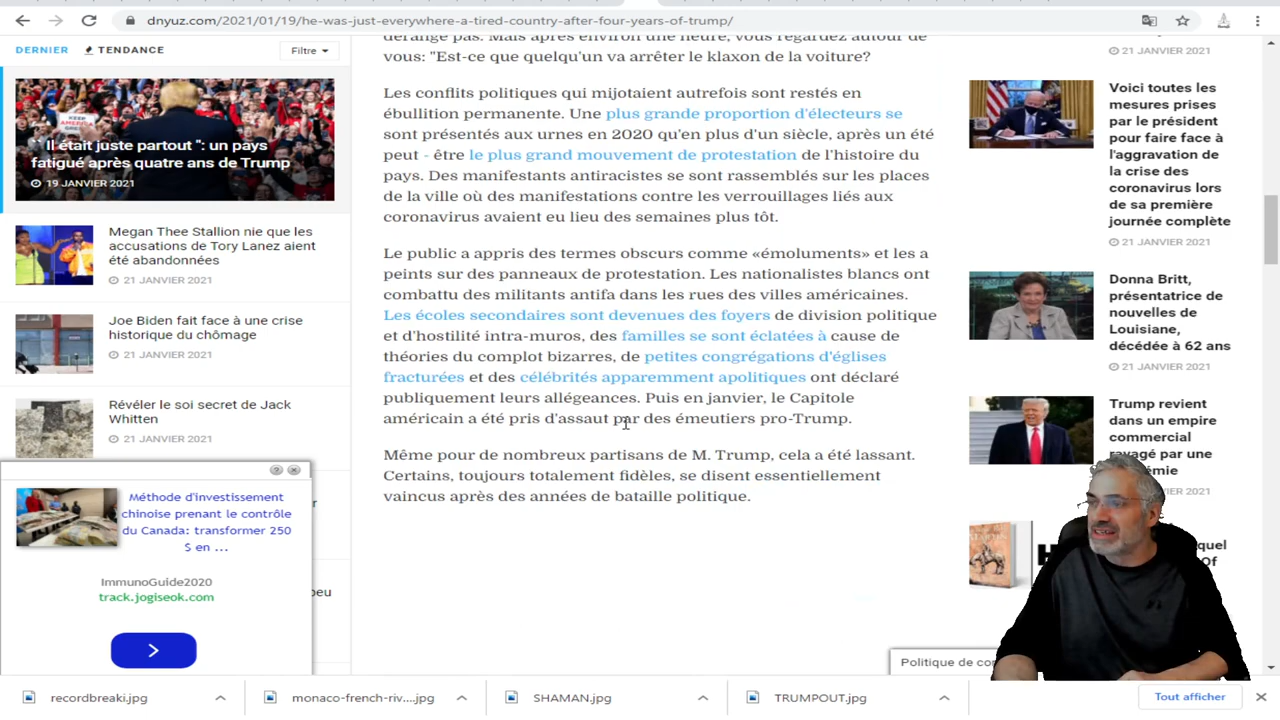 dnyuz.com/2021/01/19/he-was-just-everywhere-a-tired-country-after-four-years-of-trump/
DERNIER
TENDANCE
Filtre
KEEP
AMERICA
GREAT
`` Il était juste partout '': un pays
fatigué après quatre ans de Trump
19 JANVIER 2021
Megan Thee Stallion nie que les
accusations de Tory Lanez aient
été abandonnées
21 JANVIER 2021
Joe Biden fait face à une crise
historique du chômage
21 JANVIER 2021
Révéler le soi secret de Jack
Whitten
21 JANVIER 2021
Méthode d'investissement
chinoise prenant le contrôle
du Canada: transformer 250
$ en ...
ImmunoGuide2020
track.jogiseok.com
dérange pas. Mais après environ une heure, vous regardez autour de
vous: "Est-ce que quelqu'un va arrêter le klaxon de la voiture?
Les conflits politiques qui mijotaient autrefois sont restés en
ébullition permanente. Une plus grande proportion d'électeurs se
sont présentés aux urnes en 2020 qu'en plus d'un siècle, après un été
peut - être le plus grand mouvement de protestation de l'histoire du
pays. Des manifestants antiracistes se sont rassemblés sur les places
de la ville où des manifestations contre les verrouillages liés aux
coronavirus avaient eu lieu des semaines plus tôt.
Le public a appris des termes obscurs comme «émoluments» et les a
peints sur des panneaux de protestation. Les nationalistes blancs ont
combattu des militants antifa dans les rues des villes américaines.
Les écoles secondaires sont devenues des foyers de division politique
et d'hostilité intra-muros, des familles se sont éclatées à cause de
théories du complot bizarres, de petites congrégations d'églises
fracturées et des célébrités apparemment apolitiques ont déclaré
publiquement leurs allégeances. Puis en janvier, le Capitole
américain a été pris d'assaut par des émeutiers pro-Trump.
Même pour de nombreux partisans de M. Trump, cela a été lassant.
Certains, toujours totalement fidèles, se disent essentiellement
vaincus après des années de bataille politique.
21 JANVIER 2021
Voici toutes les
mesures prises
par le président
pour faire face à
l'aggravation de
la crise des
coronavirus lors
de sa première
journée complète
21 JANVIER 2021
Donna Britt,
présentatrice de
nouvelles de
Louisiane,
décédée à 62 ans
21 JANVIER 2021
Trump revient
dans un empire
commercial
ravagé par une
21 JANVIER 2021
Politique de
recordbreaki.jpg
monaco-french-riv....jpg
SHAMAN.jpg
TRUMPOUT.jpg
Tout afficher